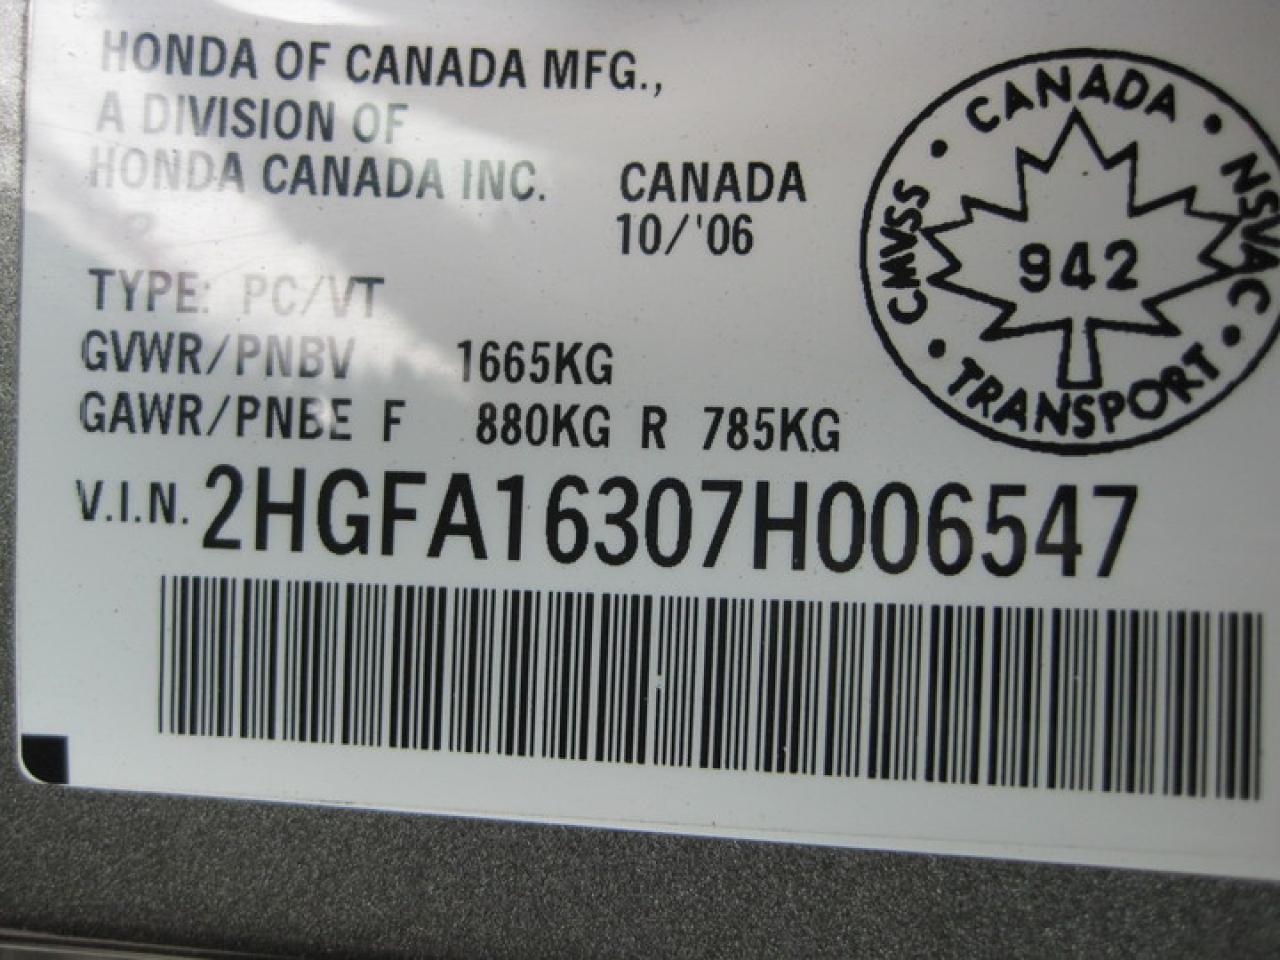 HONDA OF CANADA MFG.,
A DIVISION OF
HONDA CANADA INC. CANADA
10/'06
TYPE: PC/VT
GVWR/PNBV 1665KG
GAWR/PNBE F 880KG R 785KG
V.I.N. 2HGFA16307H006547
CANADA • NSVAC • TRANSPORT • CMVSS •
942